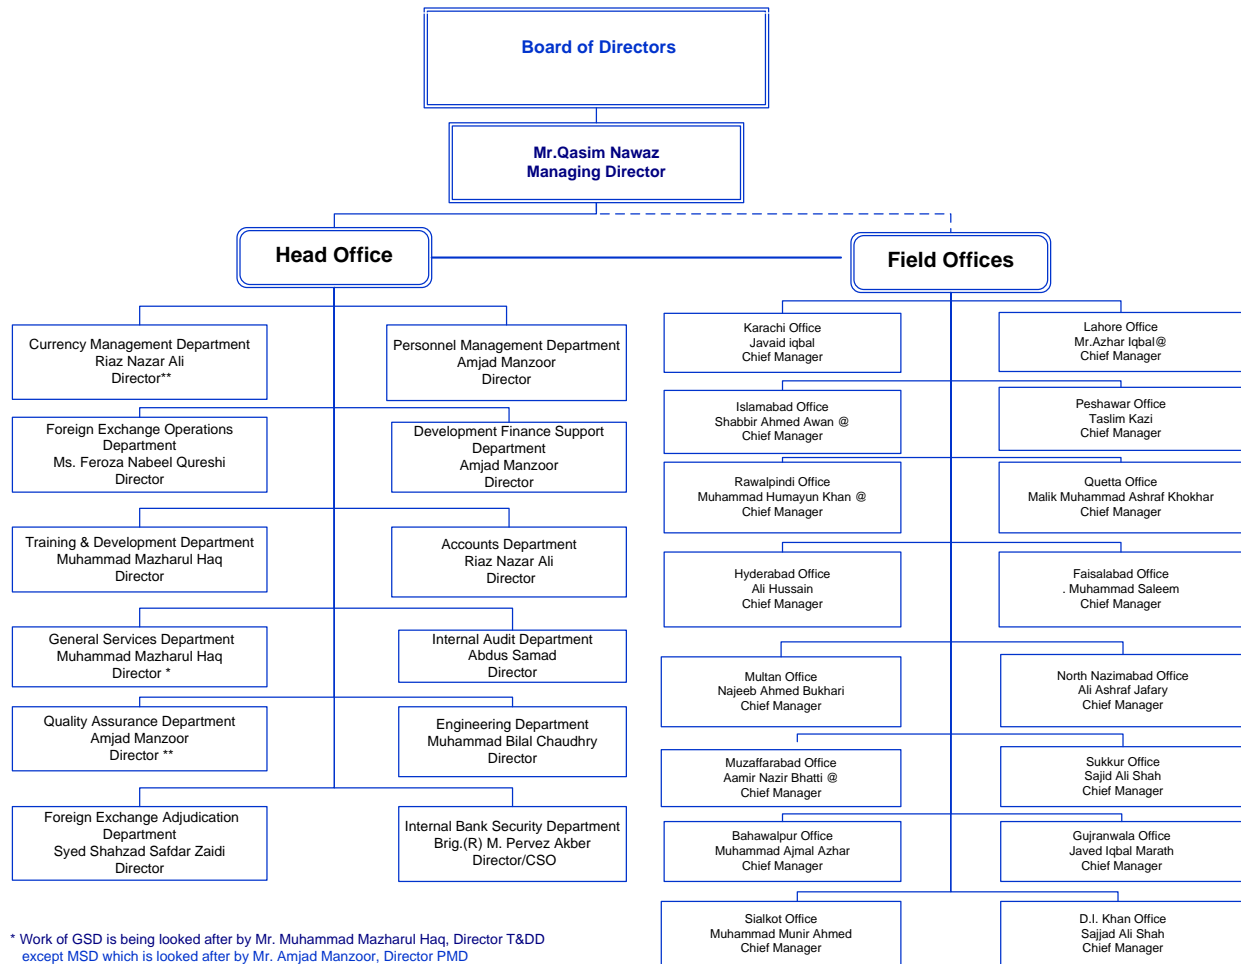 Board of Directors
Mr.Qasim Nawaz
Managing Director
Head Office
Field Offices
Currency Management Department
Riaz Nazar Ali
Director**
Personnel Management Department
Amjad Manzoor
Director
Foreign Exchange Operations
Department
Ms. Feroza Nabeel Qureshi
Director
Development Finance Support
Department
Amjad Manzoor
Director
Training & Development Department
Muhammad Mazharul Haq
Director
Accounts Department
Riaz Nazar Ali
Director
General Services Department
Muhammad Mazharul Haq
Director *
Internal Audit Department
Abdus Samad
Director
Quality Assurance Department
Amjad Manzoor
Director **
Engineering Department
Muhammad Bilal Chaudhry
Director
Foreign Exchange Adjudication
Department
Syed Shahzad Safdar Zaidi
Director
Internal Bank Security Department
Brig.(R) M. Pervez Akber
Director/CSO
Karachi Office
Javaid iqbal
Chief Manager
Lahore Office
Mr.Azhar Iqbal@
Chief Manager
Islamabad Office
Shabbir Ahmed Awan @
Chief Manager
Peshawar Office
Taslim Kazi
Chief Manager
Rawalpindi Office
Muhammad Humayun Khan @
Chief Manager
Quetta Office
Malik Muhammad Ashraf Khokhar
Chief Manager
Hyderabad Office
Ali Hussain
Chief Manager
Faisalabad Office
. Muhammad Saleem
Chief Manager
Multan Office
Najeeb Ahmed Bukhari
Chief Manager
North Nazimabad Office
Ali Ashraf Jafary
Chief Manager
Muzaffarabad Office
Aamir Nazir Bhatti @
Chief Manager
Sukkur Office
Sajid Ali Shah
Chief Manager
Bahawalpur Office
Muhammad Ajmal Azhar
Chief Manager
Gujranwala Office
Javed Iqbal Marath
Chief Manager
Sialkot Office
Muhammad Munir Ahmed
Chief Manager
D.I. Khan Office
Sajjad Ali Shah
Chief Manager
* Work of GSD is being looked after by Mr. Muhammad Mazharul Haq, Director T&DD
except MSD which is looked after by Mr. Amjad Manzoor, Director PMD